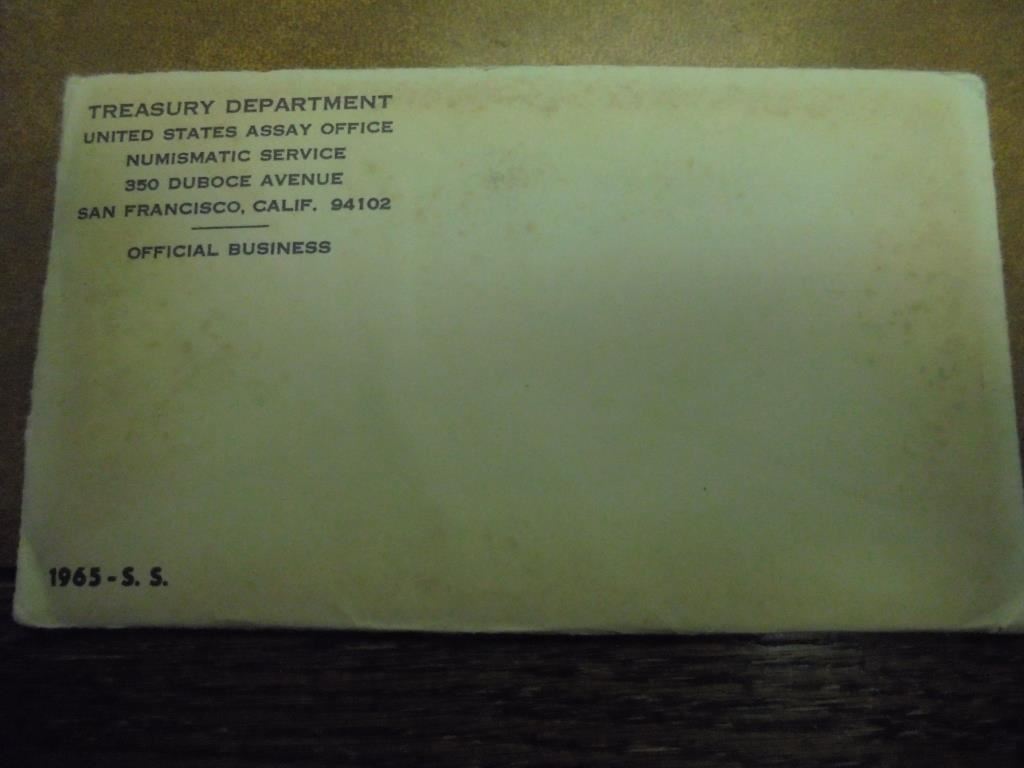 TREASURY DEPARTMENT
UNITED STATES ASSAY OFFICE
NUMISMATIC SERVICE
350 DUBOCE AVENUE
SAN FRANCISCO, CALIF. 94102
OFFICIAL BUSINESS
1965-S. S.